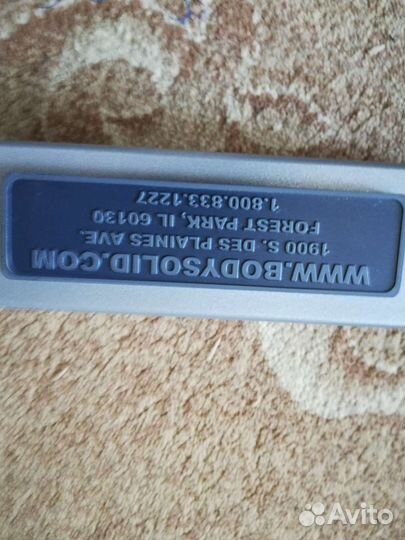 WWW.BODYSOLID.COM
1900 S. DES PLAINES AVE.
FOREST PARK, IL 60130
1.800.833.1227
Avito